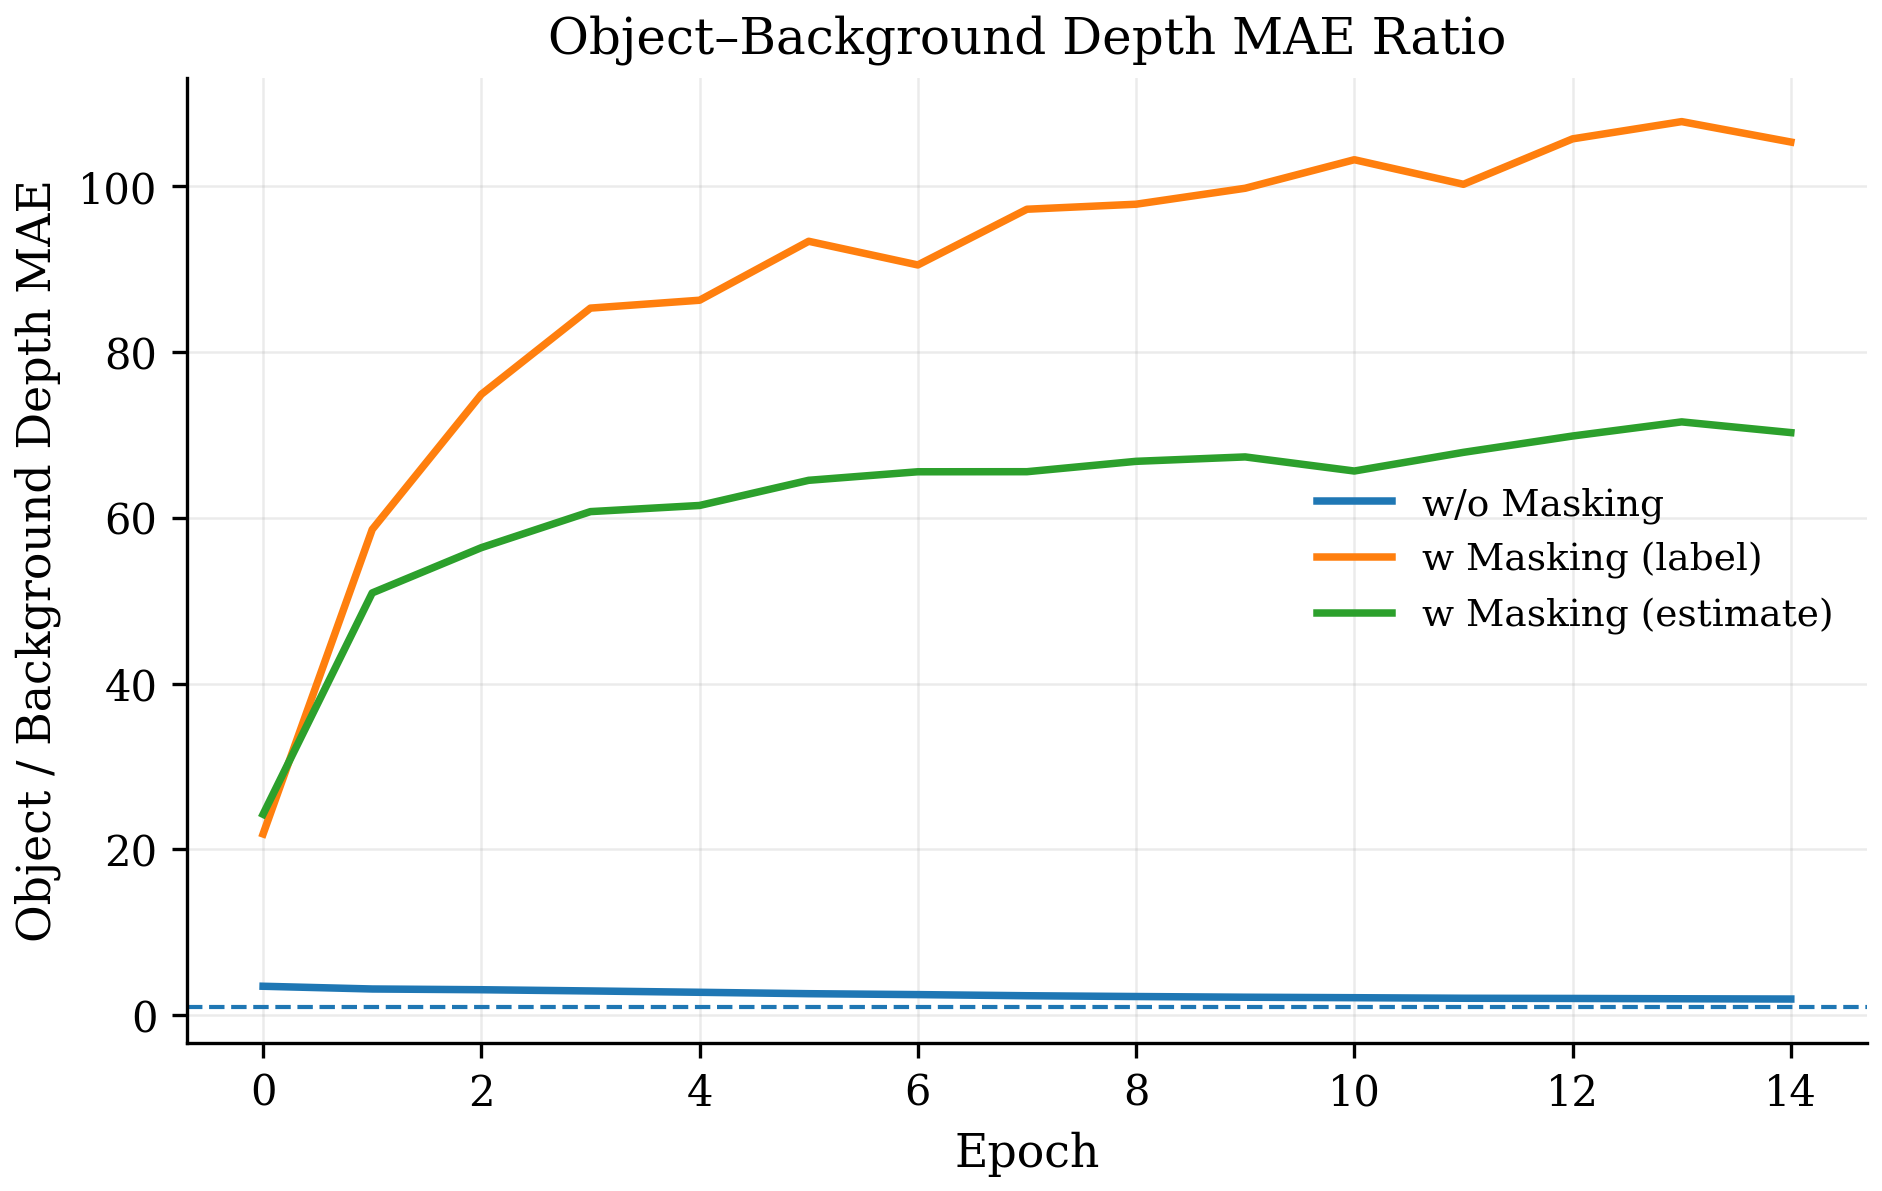 Object–Background Depth MAE Ratio
Object / Background Depth MAE
100
80
60
40
20
0
w/o Masking
w Masking (label)
w Masking (estimate)
0 2 4 6 8 10 12 14
Epoch